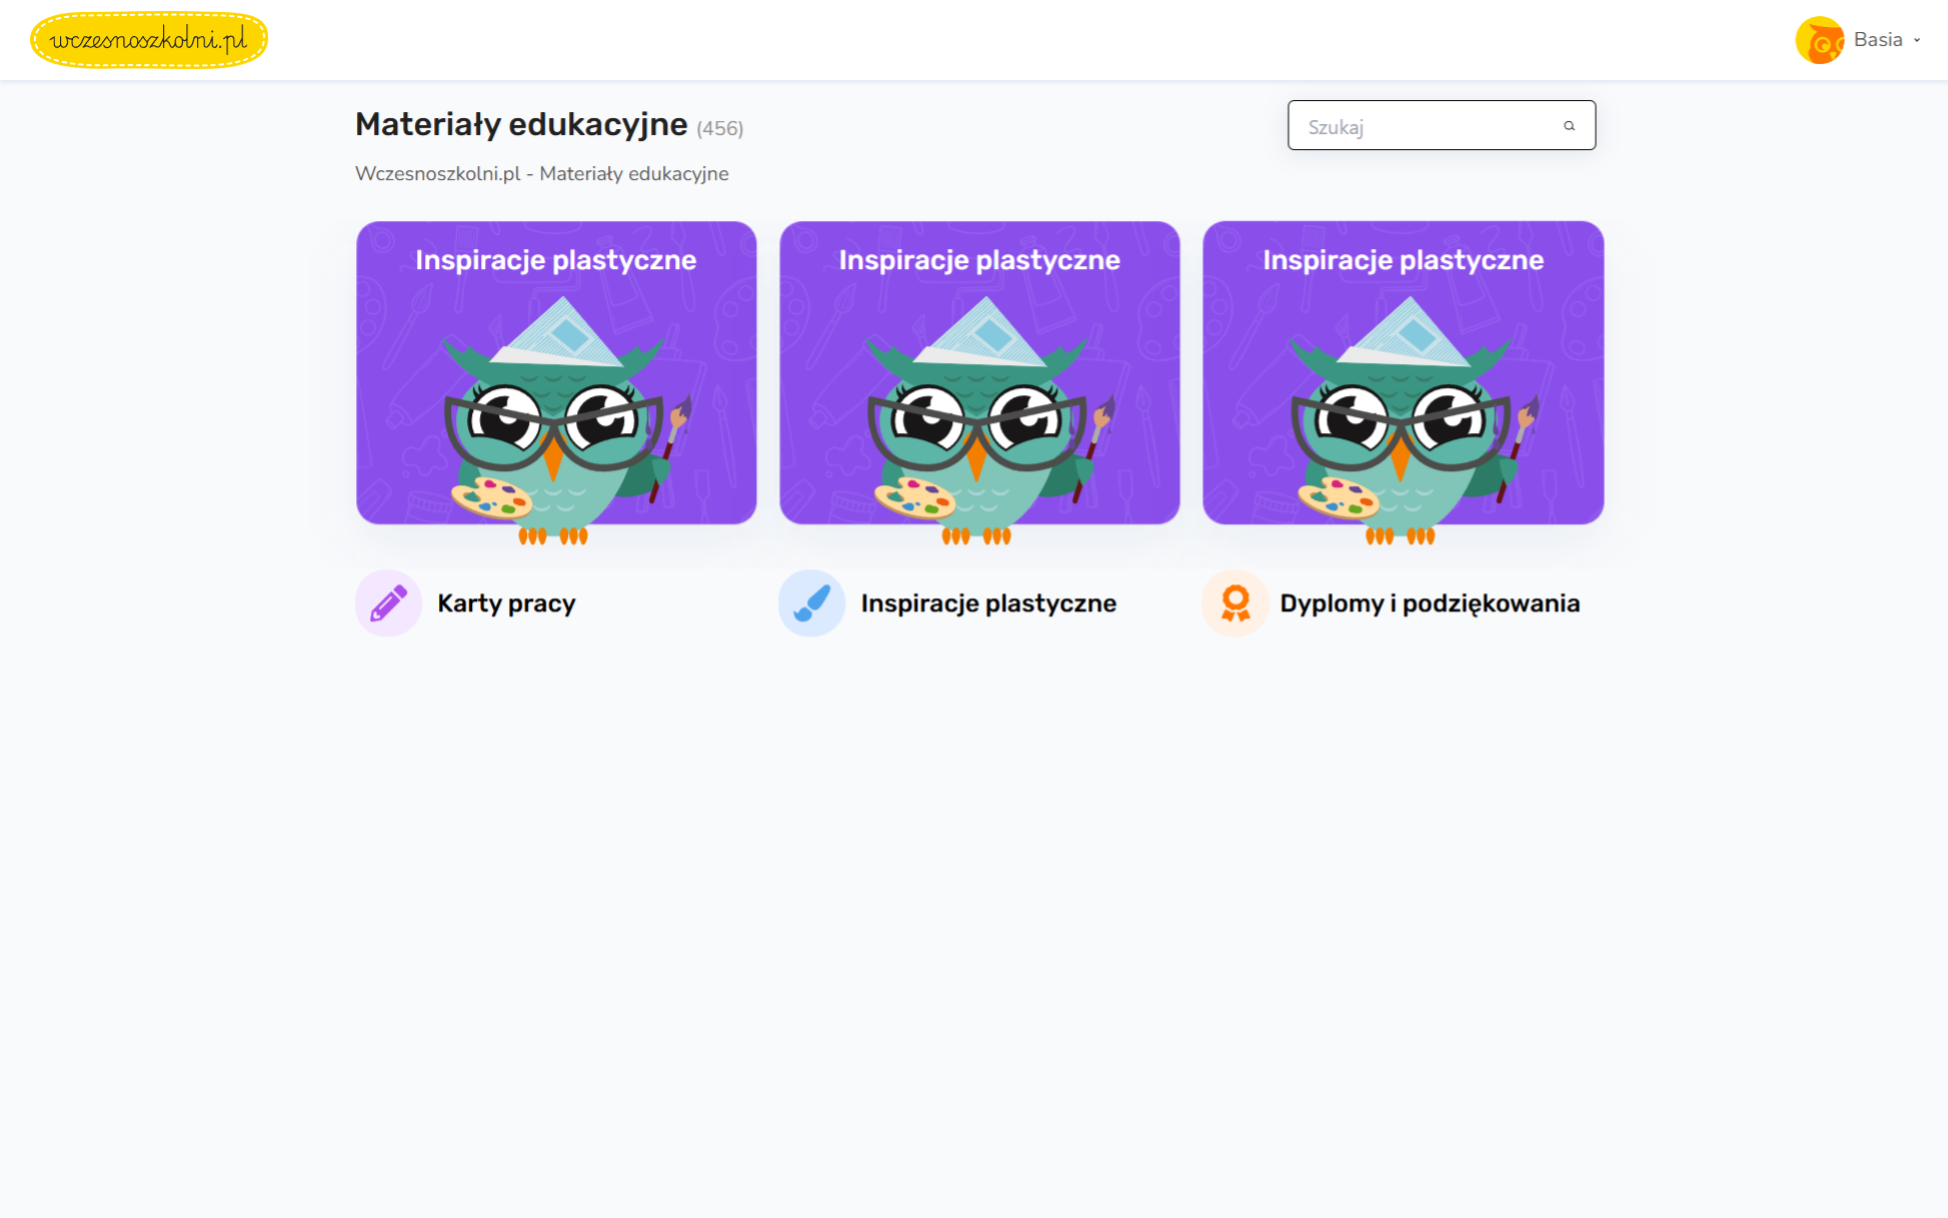 wczesnoszkolni.pl
Basia
Materiały edukacyjne (456)
Szukaj
Wczesnoszkolni.pl - Materiały edukacyjne
Inspiracje plastyczne
Inspiracje plastyczne
Inspiracje plastyczne
Karty pracy
Inspiracje plastyczne
Dyplomy i podziękowania